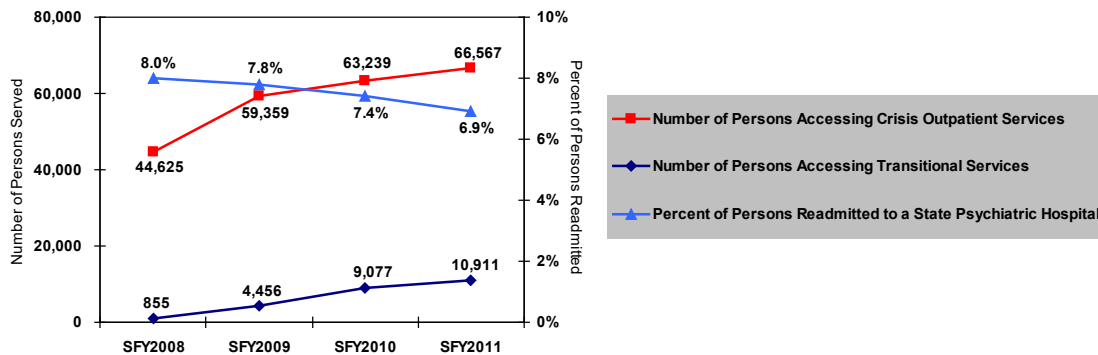 80,000
60,000
40,000
20,000
0
Number of Persons Served
10%
8%
6%
4%
2%
0%
Percent of Persons Readmitted
8.0%
7.8%
7.4%
6.9%
44,625
59,359
63,239
66,567
855
4,456
9,077
10,911
SFY2008
SFY2009
SFY2010
SFY2011
Number of Persons Accessing Crisis Outpatient Services
Number of Persons Accessing Transitional Services
Percent of Persons Readmitted to a State Psychiatric Hospital